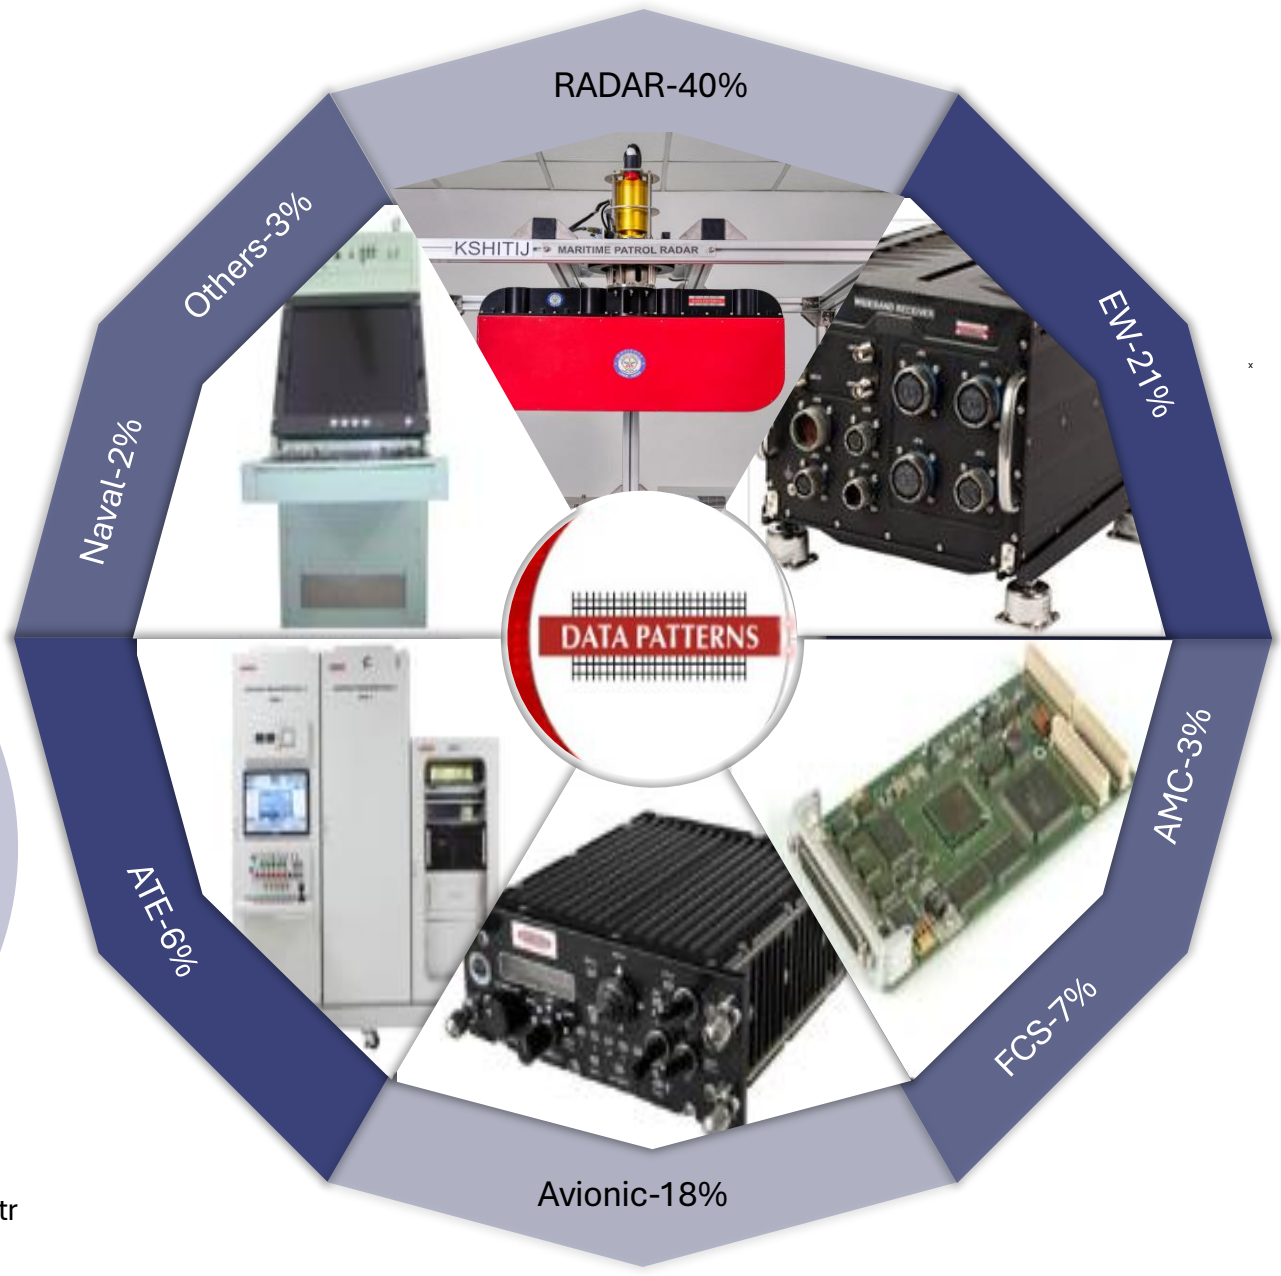 RADAR-40%
Others-3%
EW-21%
KSHITIJ
MARITIME PATROL RADAR
WIDEBAND RECEIVER
x
Naval-2%
DATA PATTERNS
AMC-3%
ATE-6%
FCS-7%
Avionic-18%
tr